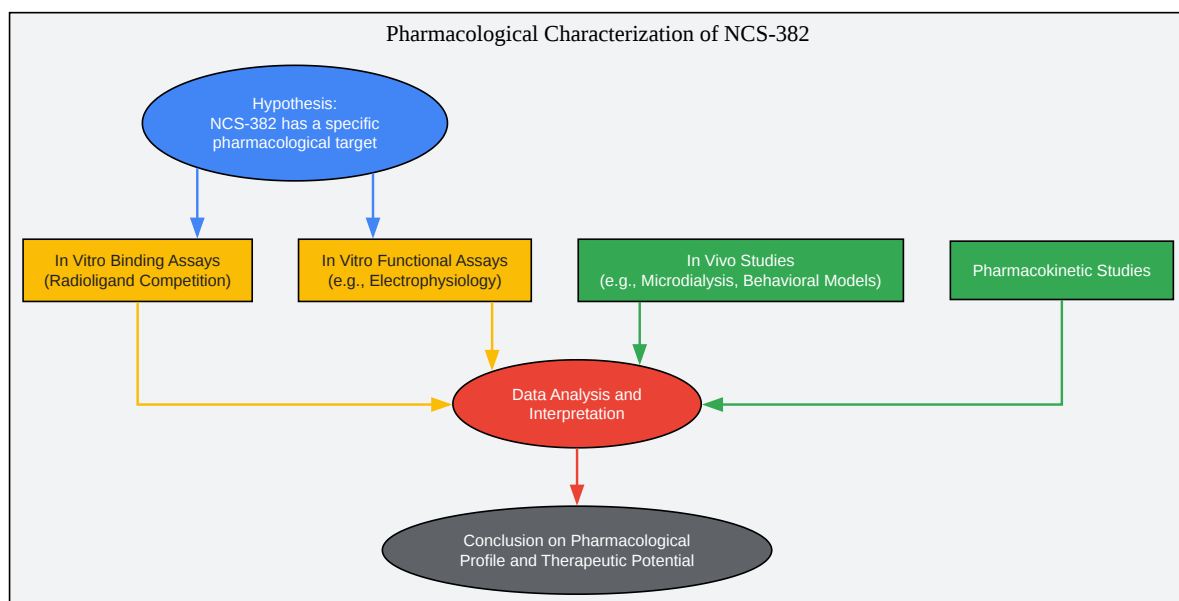 Pharmacological Characterization of NCS-382
Hypothesis:
NCS-382 has a specific
pharmacological target
In Vitro Binding Assays
(Radioligand Competition)
In Vitro Functional Assays
(e.g., Electrophysiology)
In Vivo Studies
(e.g., Microdialysis, Behavioral Models)
Pharmacokinetic Studies
Data Analysis and
Interpretation
Conclusion on Pharmacological
Profile and Therapeutic Potential